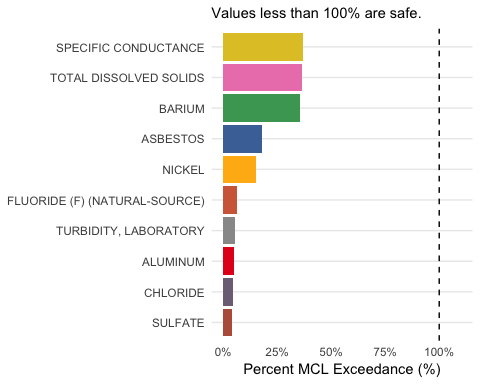 Values less than 100% are safe.
SPECIFIC CONDUCTANCE
TOTAL DISSOLVED SOLIDS
BARIUM
ASBESTOS
NICKEL
FLUORIDE (F) (NATURAL-SOURCE)
TURBIDITY, LABORATORY
ALUMINUM
CHLORIDE
SULFATE
0% 25% 50% 75% 100%
Percent MCL Exceedance (%)